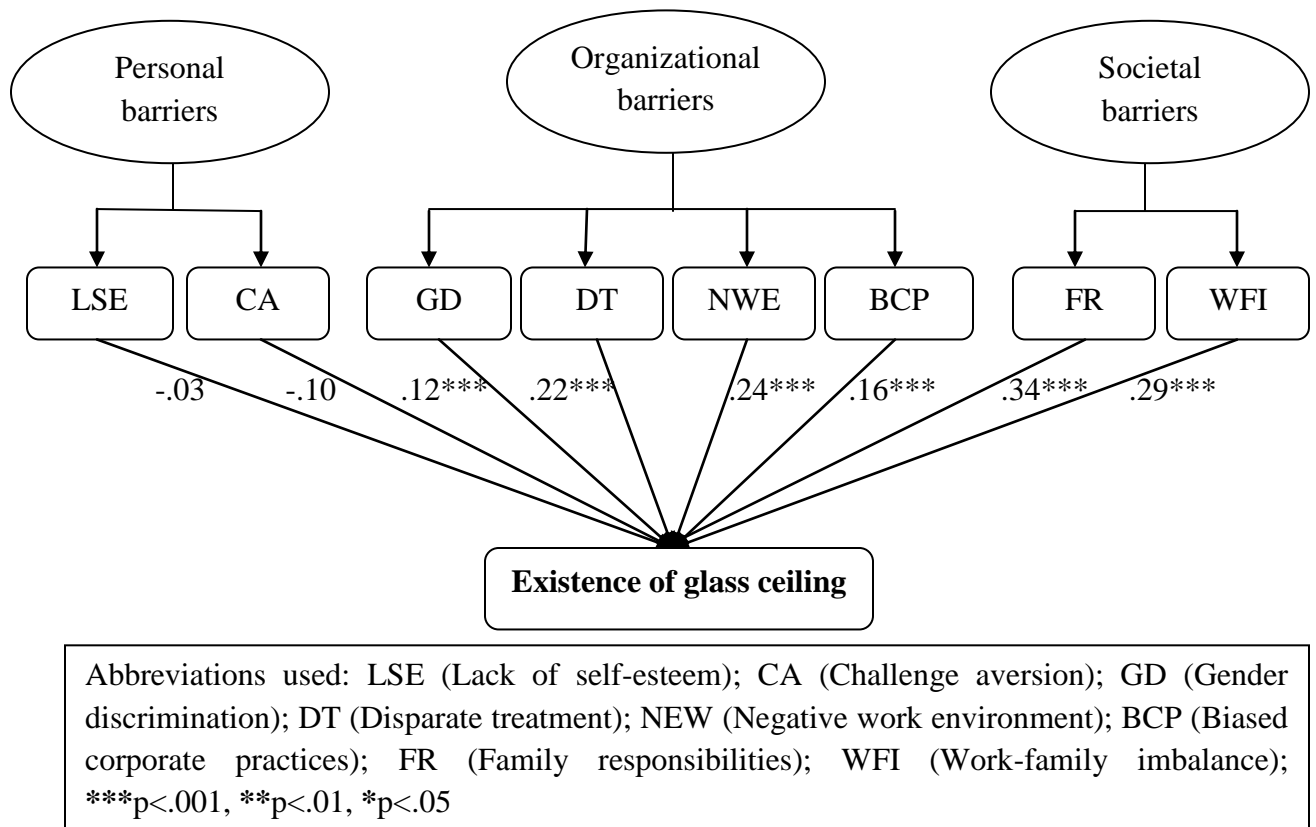 Personal
barriers
Organizational
barriers
Societal
barriers
LSE
CA
GD
DT
NWE
BCP
FR
WFI
-.03
-.10
.12***
.22***
.24***
.16***
.34***
.29***
Existence of glass ceiling
Abbreviations used: LSE (Lack of self-esteem); CA (Challenge aversion); GD (Gender
discrimination); DT (Disparate treatment); NEW (Negative work environment); BCP (Biased
corporate practices); FR (Family responsibilities); WFI (Work-family imbalance);
***p<.001, **p<.01, *p<.05